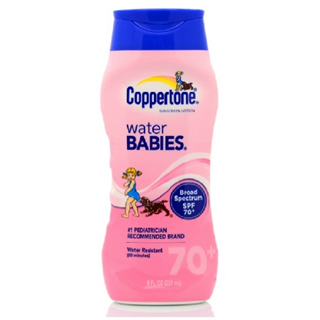 Coppertone®
SUNSCREEN LOTION
water
BABIES®
Broad
Spectrum
SPF
70+
#1 PEDIATRICIAN
RECOMMENDED BRAND
Water Resistant
(80 minutes)
70+